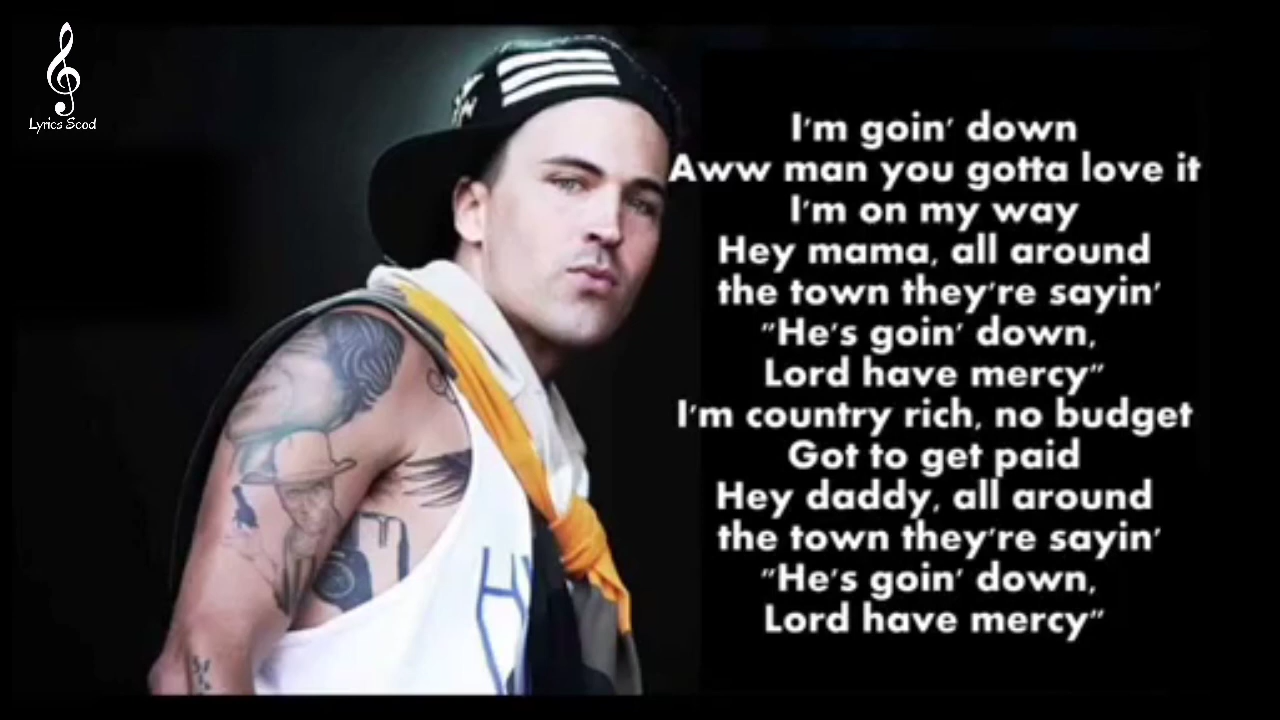 Lyrics Scod
I'm goin' down
Aww man you gotta love it
I'm on my way
Hey mama, all around
the town they're sayin'
"He's goin' down,
Lord have mercy"
I'm country rich, no budget
Got to get paid
Hey daddy, all around
the town they're sayin'
"He's goin' down,
Lord have mercy"